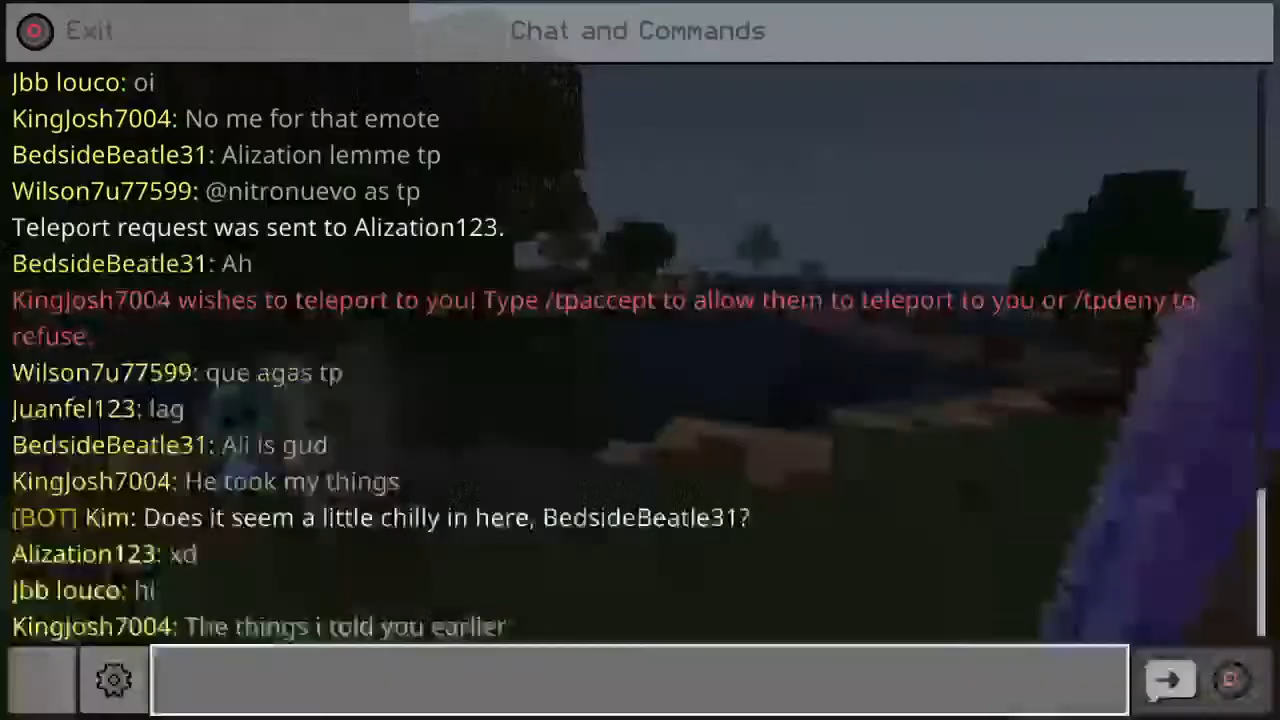 Exit
Chat and Commands
Jbb louco: oi
KingJosh7004: No me for that emote
BedsideBeatle31: Alization lemme tp
Wilson7u77599: @nitronuevo as tp
Teleport request was sent to Alization123.
BedsideBeatle31: Ah
KingJosh7004 wishes to teleport to you! Type /tpaccept to allow them to teleport to you or /tpdeny to
refuse.
Wilson7u77599: que agas tp
Juanfel123: lag
BedsideBeatle31: Ali is gud
KingJosh7004: He took my things
[BOT] Kim: Does it seem a little chilly in here, BedsideBeatle31?
Alization123: xd
Jbb louco: hi
KingJosh7004: The things i told you earlier